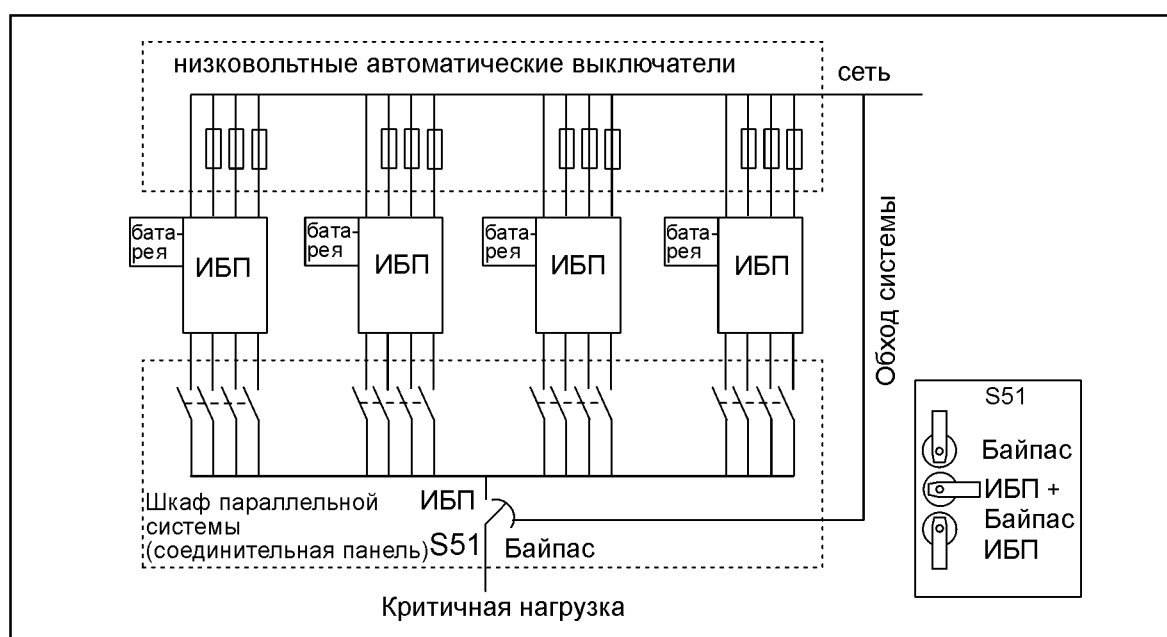 низковольтные автоматические выключатели
сеть
бата-
рея
ИБП
бата-
рея
ИБП
бата-
рея
ИБП
бата-
рея
ИБП
Обход системы
Шкаф параллельной
системы
(соединительная панель)
ИБП
S51
Байпас
Критичная нагрузка
S51
Байпас
ИБП +
Байпас
ИБП